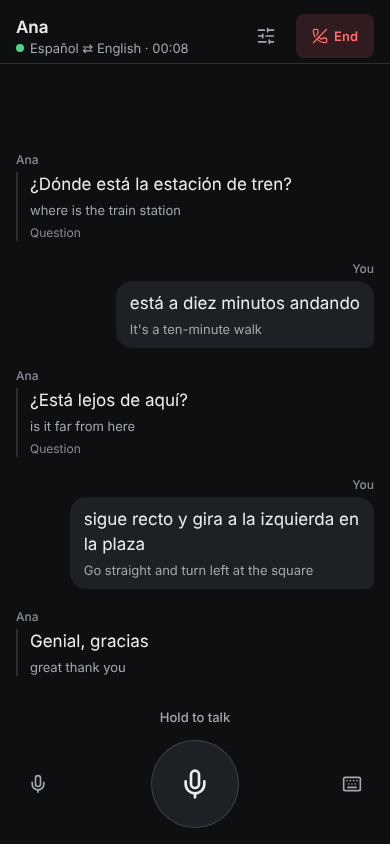 Ana
Español ⇄ English · 00:08
End
Ana
¿Dónde está la estación de tren?
where is the train station
Question
You
está a diez minutos andando
It's a ten-minute walk
Ana
¿Está lejos de aquí?
is it far from here
Question
You
sigue recto y gira a la izquierda en
la plaza
Go straight and turn left at the square
Ana
Genial, gracias
great thank you
Hold to talk